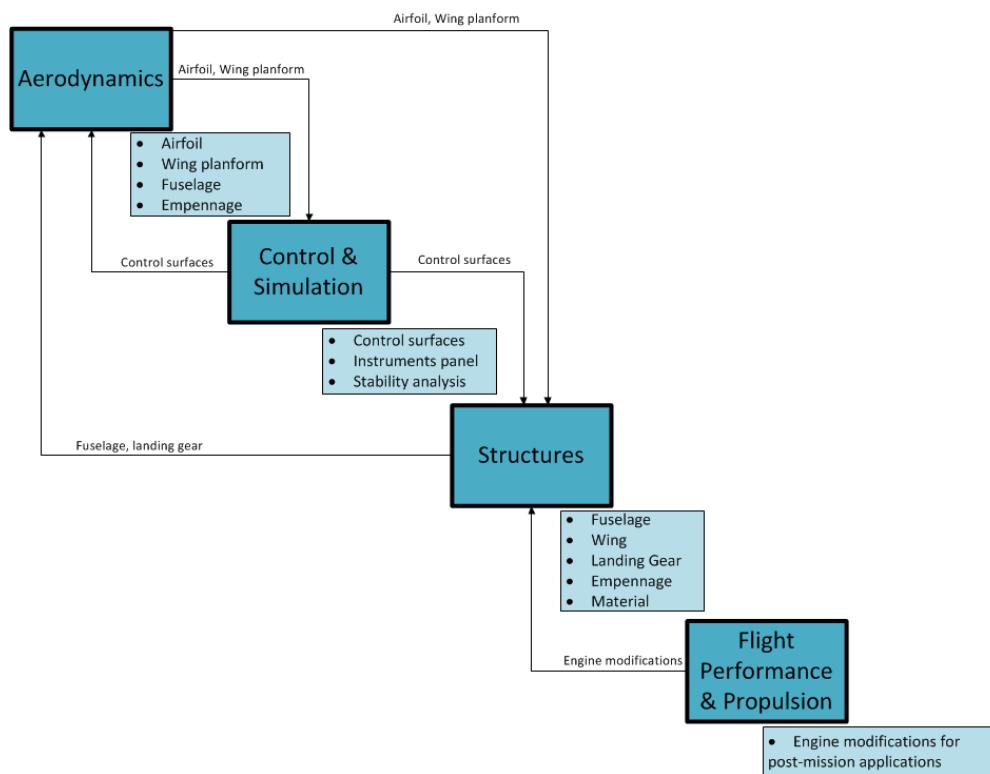 Airfoil, Wing planform
Aerodynamics
Airfoil, Wing planform
• Airfoil
• Wing planform
• Fuselage
• Empennage
Control &
Simulation
Control surfaces
Control surfaces
• Control surfaces
• Instruments panel
• Stability analysis
Fuselage, landing gear
Structures
• Fuselage
• Wing
• Landing Gear
• Empennage
• Material
Flight
Performance
& Propulsion
Engine modifications
• Engine modifications for
post-mission applications